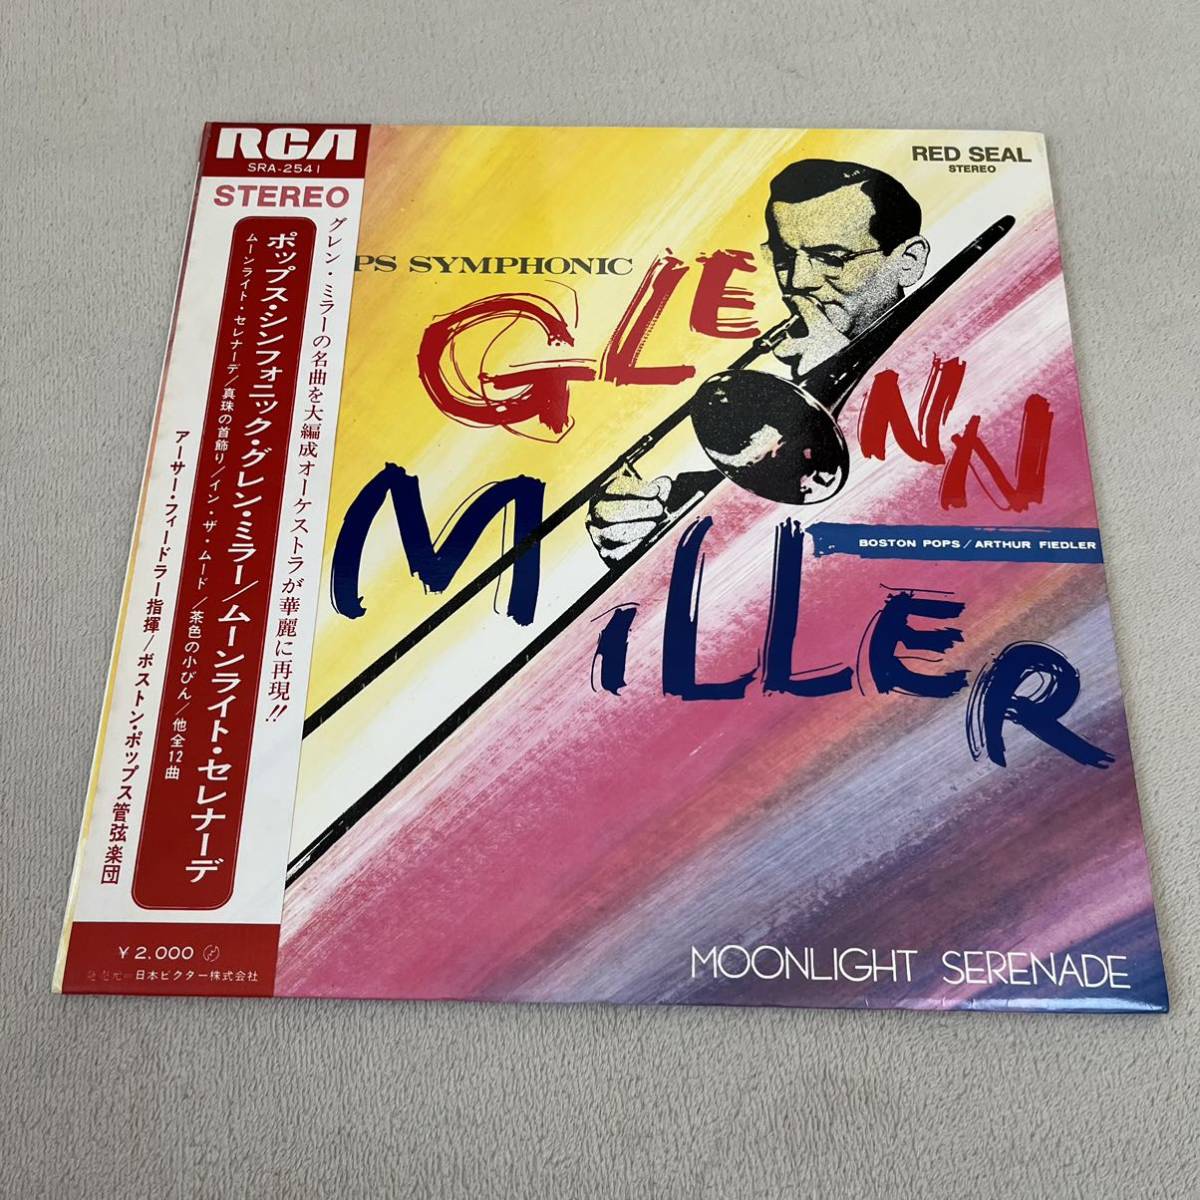 RCA
SRA-2541
STEREO
グレン・ミラーの名曲を大編成オーケストラが華麗に再現!!
ポップス・シンフォニック・グレン・ミラー/ムーンライト・セレナーデ
ムーンライト・セレナーデ/真珠の首飾り/イン・ザ・ムード/茶色の小びん/他全12曲
アーサー・フィードラー指揮/ボストン・ポップス管弦楽団
¥2,000
発売元 日本ビクター株式会社
RED SEAL
STEREO
PS SYMPHONIC
GLENN
MILLER
BOSTON POPS/ARTHUR FIEDLER
MOONLIGHT SERENADE